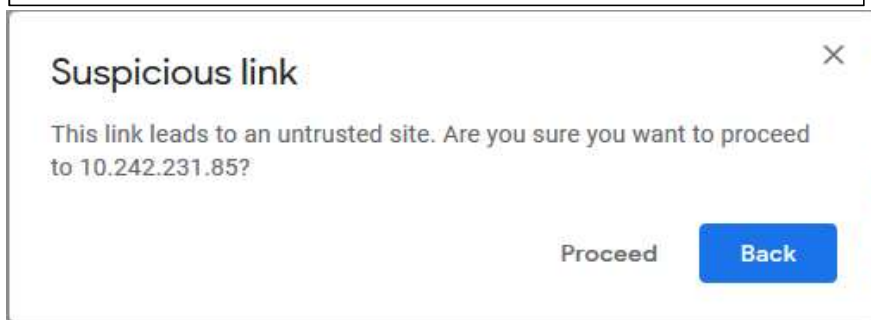 Suspicious link
This link leads to an untrusted site. Are you sure you want to proceed
to 10.242.231.85?
Proceed Back